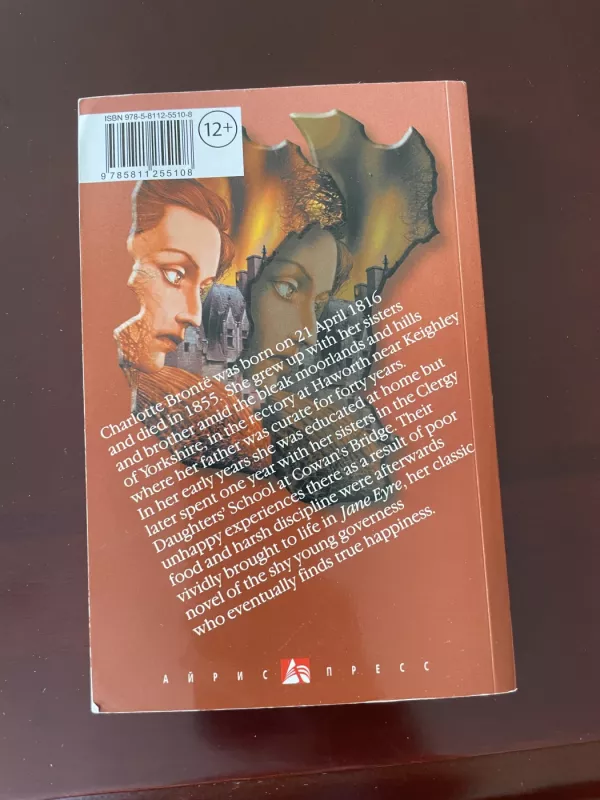 ISBN 978-5-8112-5510-8
9 785811 255108
12+
Charlotte Brontë was born on 21 April 1816
and died in 1855. She grew up with her sisters
and brother amid the bleak moorlands and hills
of Yorkshire, in the rectory at Haworth near Keighley
where her father was curate for forty years.
In her early years she was educated at home but
later spent one year with her sisters in the Clergy
Daughters' School at Cowan's Bridge. Their
unhappy experiences there as a result of poor
food and harsh discipline were afterwards
vividly brought to life in Jane Eyre, her classic
novel of the shy young governess
who eventually finds true happiness.
АЙРИС ПРЕСС